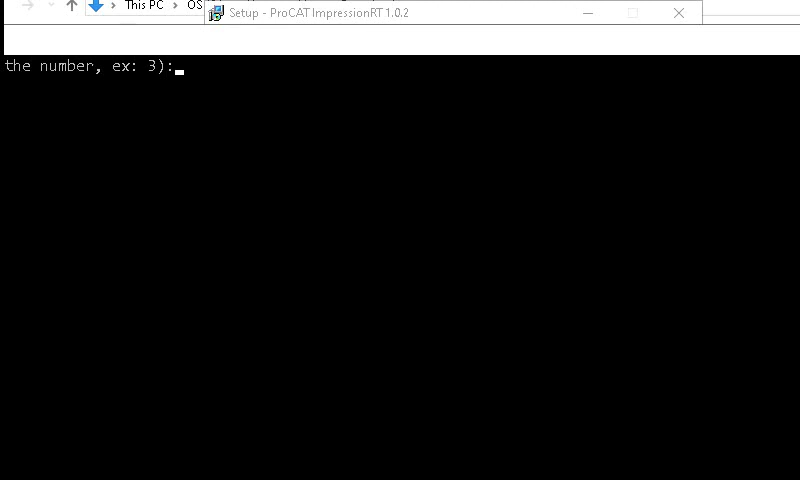 This PC > OS
Setup - ProCAT ImpressionRT 1.0.2
the number, ex: 3):